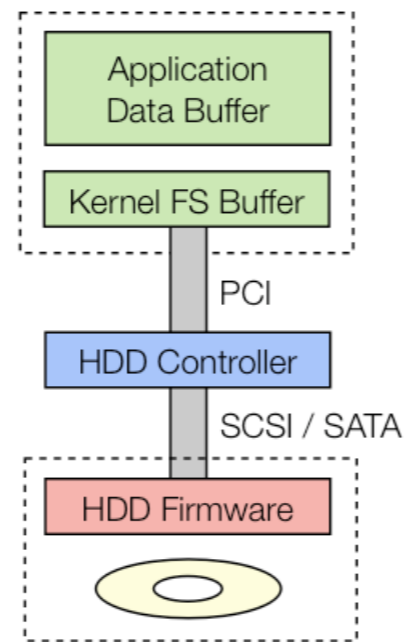 Application
Data Buffer
Kernel FS Buffer
PCI
HDD Controller
SCSI / SATA
HDD Firmware